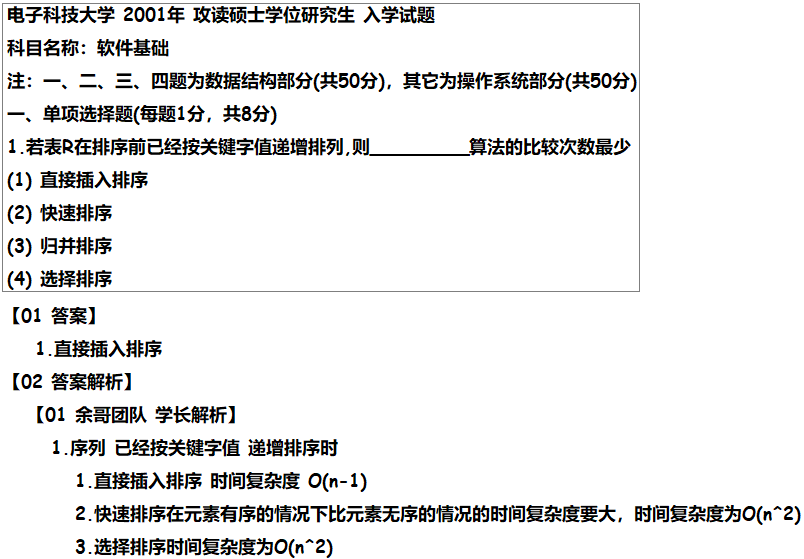 电子科技大学 2001年 攻读硕士学位研究生 入学试题
科目名称：软件基础
注：一、二、三、四题为数据结构部分(共50分)，其它为操作系统部分(共50分)
一、单项选择题(每题1分，共8分)
1.若表R在排序前已经按关键字值递增排列,则__________算法的比较次数最少
(1) 直接插入排序
(2) 快速排序
(3) 归并排序
(4) 选择排序
【01 答案】
1.直接插入排序
【02 答案解析】
【01 余哥团队 学长解析】
1.序列 已经按关键字值 递增排序时
1.直接插入排序 时间复杂度 O(n-1)
2.快速排序在元素有序的情况下比元素无序的情况的时间复杂度要大，时间复杂度为O(n^2)
3.选择排序时间复杂度为O(n^2)